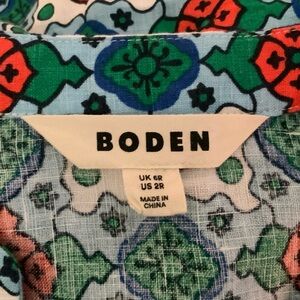 BODEN
UK 6R
US 2R
MADE IN
CHINA